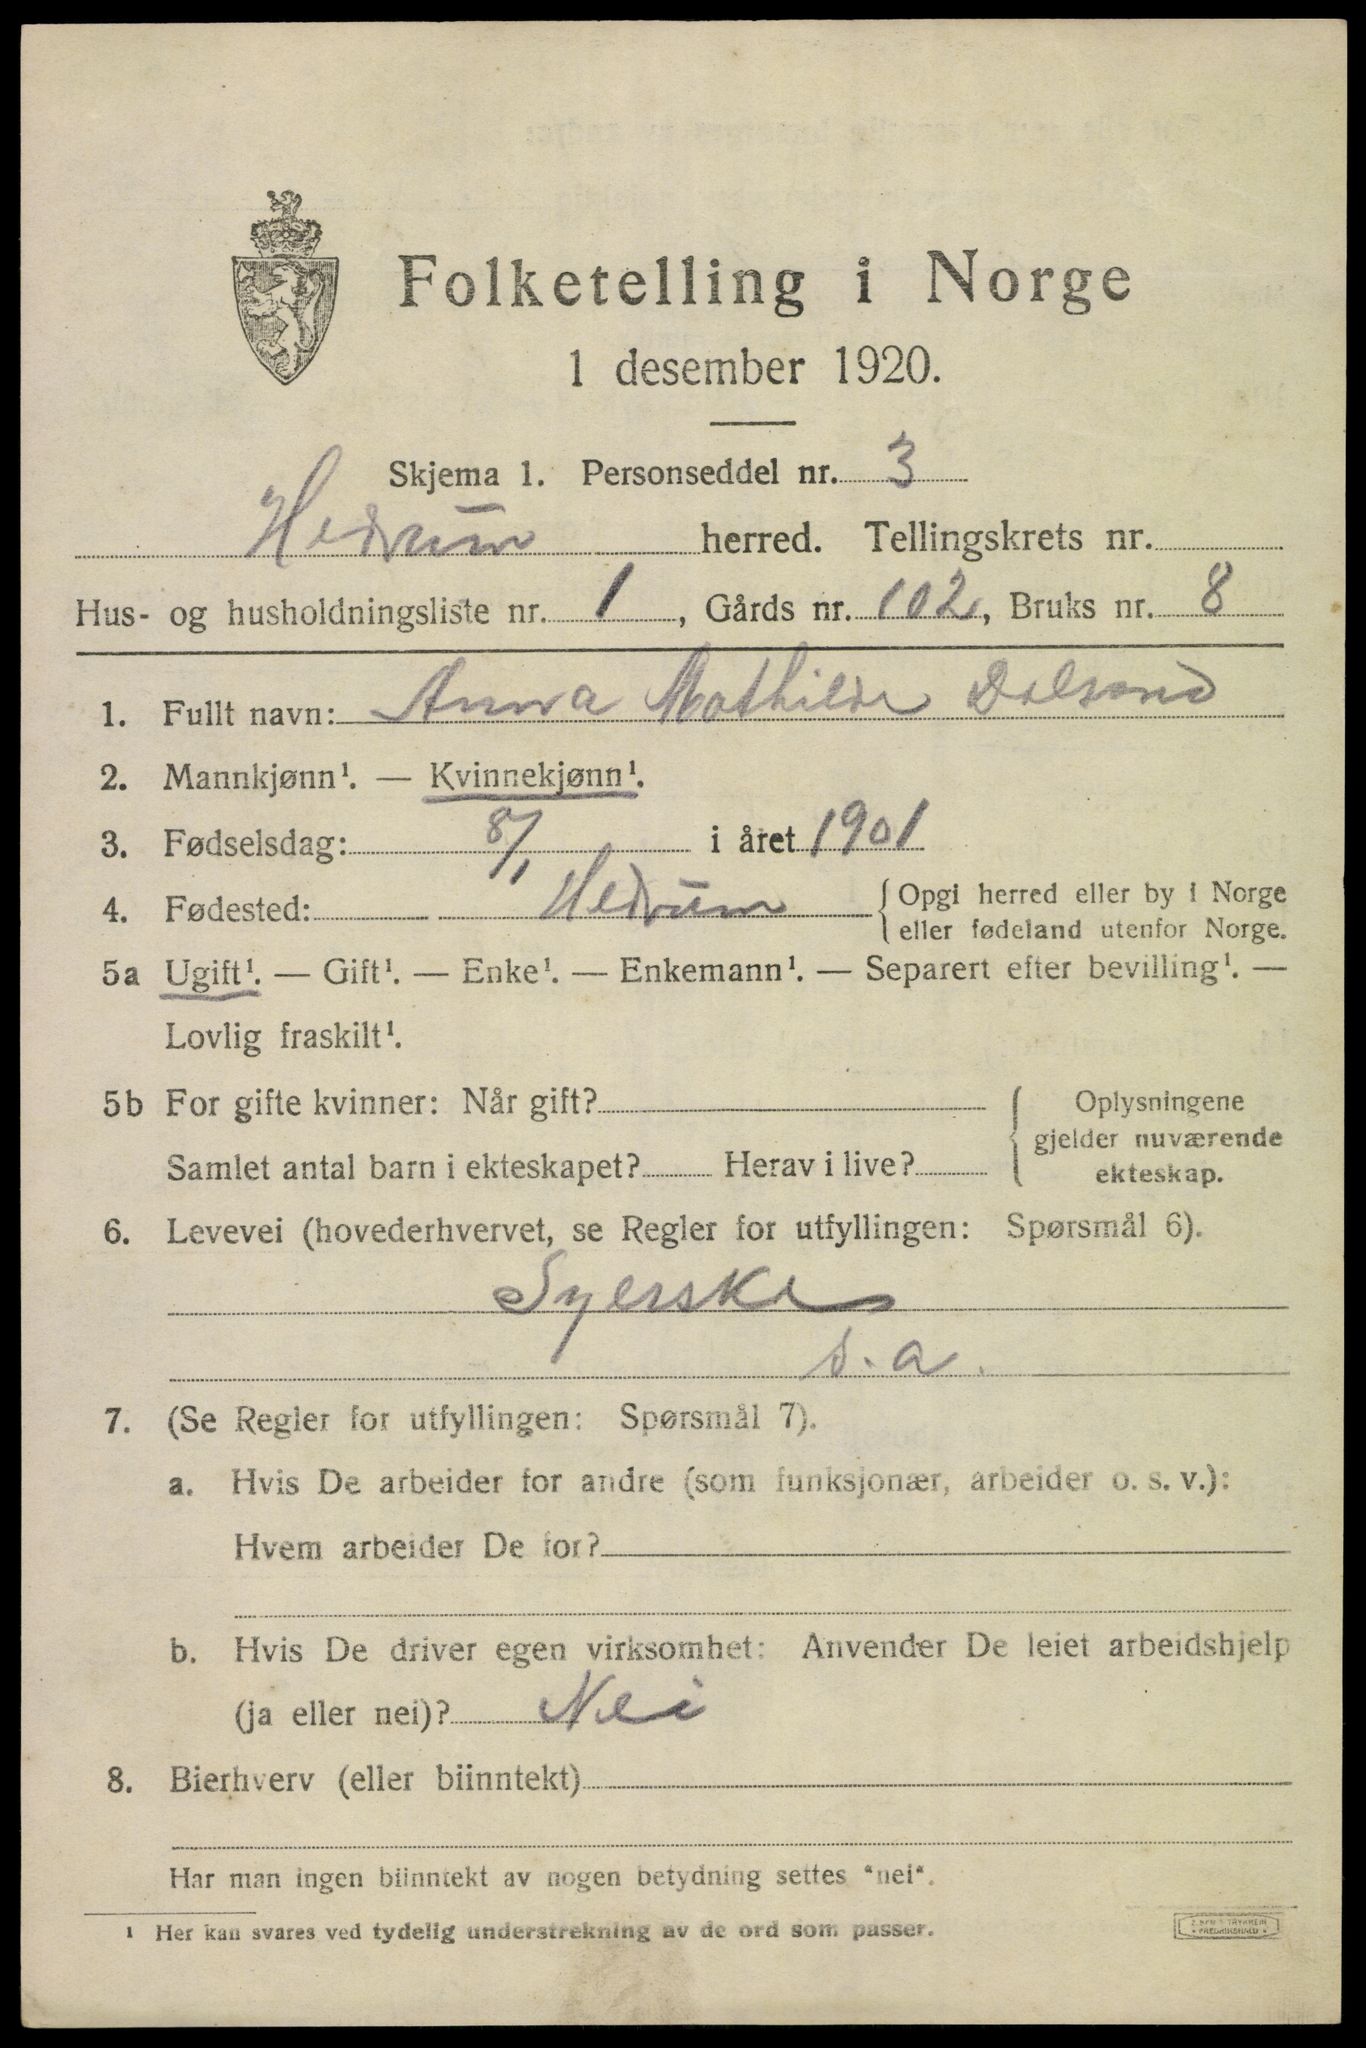 Folketelling i Norge
1 desember 1920.
Skjema 1. Personseddel nr. 3
Hedrum herred. Tellingskrets nr.
Hus- og husholdningsliste nr. 1, Gårds nr. 102, Bruks nr. 8
1. Fullt navn: Anna Mathilde
2. Mannkjønn¹. — Kvinnekjønn¹.
3. Fødselsdag: 8/1 i året 1901
4. Fødested: Hedrum { Opgi herred eller by i Norge
eller fødeland utenfor Norge.
5a Ugift¹. — Gift¹. — Enke¹. — Enkemann¹. — Separert efter bevilling¹. —
Lovlig fraskilt¹.
5b For gifte kvinner: Når gift?
Samlet antal barn i ekteskapet? Herav i live?
{ Oplysningene
gjelder nuværende
ekteskap.
6. Levevei (hovederhvervet, se Regler for utfyllingen: Spørsmål 6).
Syerske
s. a.
7. (Se Regler for utfyllingen: Spørsmål 7).
a. Hvis De arbeider for andre (som funksjonær, arbeider o. s. v.):
Hvem arbeider De for?
b. Hvis De driver egen virksomhet: Anvender De leiet arbeidshjelp
(ja eller nei)? Nei
8. Bierhverv (eller biinntekt)
Har man ingen biinntekt av nogen betydning settes "nei".
¹ Her kan svares ved tydelig understrekning av de ord som passer.